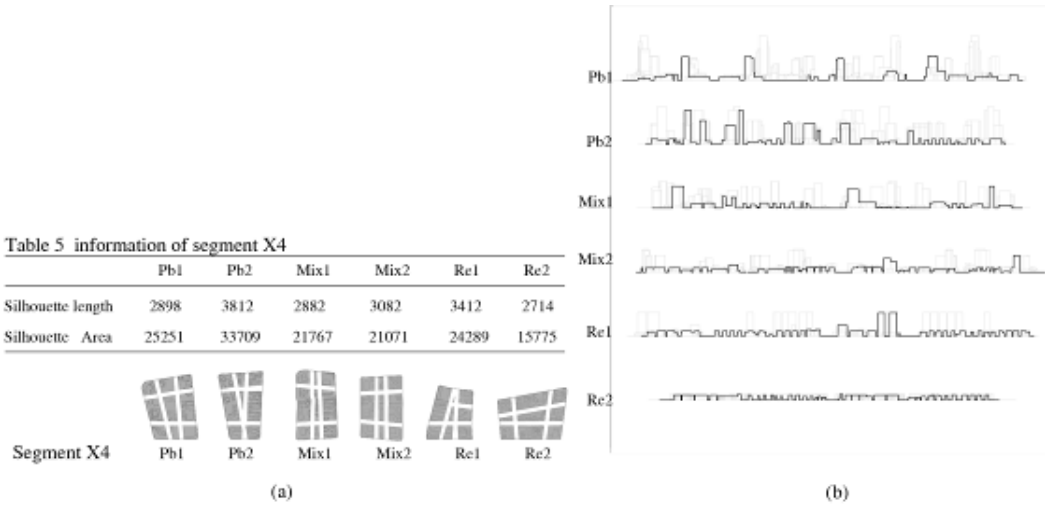 Table 5 information of segment X4
Pb1 Pb2 Mix1 Mix2 Re1 Re2
Silhouette length 2898 3812 2882 3082 3412 2714
Silhouette Area 25251 33709 21767 21071 24289 15775
Segment X4 Pb1 Pb2 Mix1 Mix2 Re1 Re2
(a)
Pb1
Pb2
Mix1
Mix2
Re1
Re2
(b)